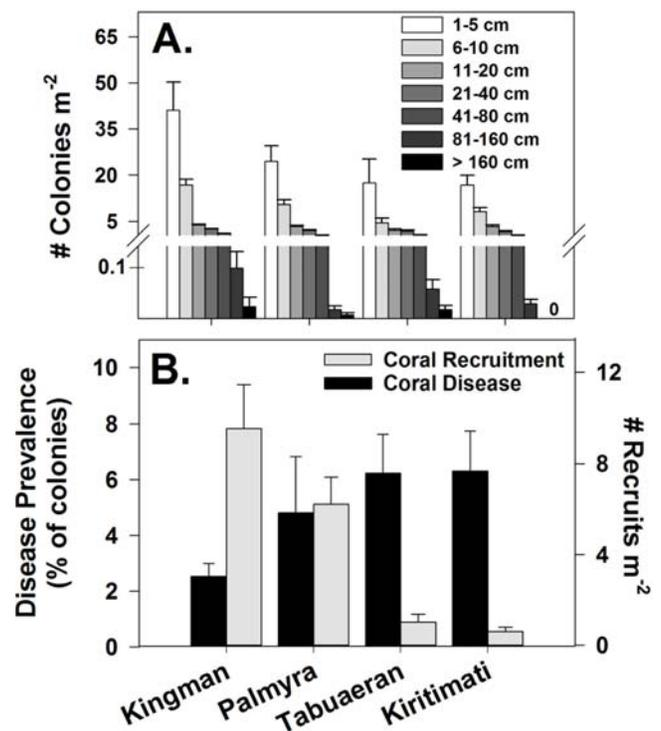 A.
65
50
35
20
5
0.1
# Colonies m-2
1-5 cm
6-10 cm
11-20 cm
21-40 cm
41-80 cm
81-160 cm
> 160 cm
0
B.
Coral Recruitment
Coral Disease
10
8
6
4
2
0
Disease Prevalence
(% of colonies)
12
8
4
0
# Recruits m-2
Kingman
Palmyra
Tabuaeran
Kiritimati